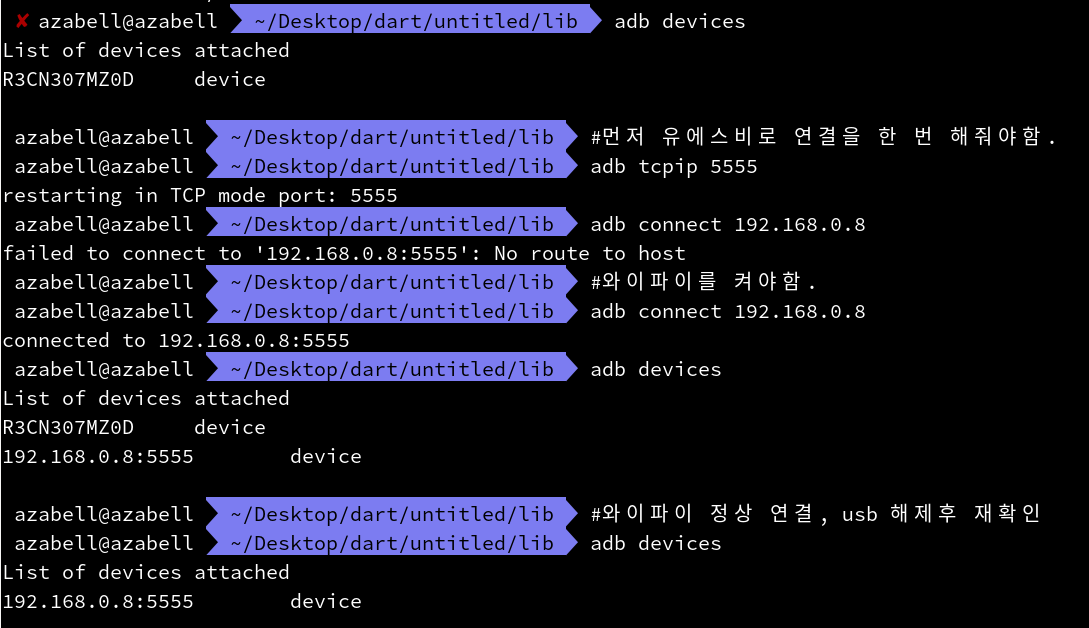 ✘ azabell@azabell ~/Desktop/dart/untitled/lib adb devices
List of devices attached
R3CN307MZ0D device
azabell@azabell ~/Desktop/dart/untitled/lib #먼저 유에스비로 연결을 한 번 해줘야함.
azabell@azabell ~/Desktop/dart/untitled/lib adb tcpip 5555
restarting in TCP mode port: 5555
azabell@azabell ~/Desktop/dart/untitled/lib adb connect 192.168.0.8
failed to connect to '192.168.0.8:5555': No route to host
azabell@azabell ~/Desktop/dart/untitled/lib #와이파이를 켜야함.
azabell@azabell ~/Desktop/dart/untitled/lib adb connect 192.168.0.8
connected to 192.168.0.8:5555
azabell@azabell ~/Desktop/dart/untitled/lib adb devices
List of devices attached
R3CN307MZ0D device
192.168.0.8:5555 device
azabell@azabell ~/Desktop/dart/untitled/lib #와이파이 정상 연결, usb 해제후 재확인
azabell@azabell ~/Desktop/dart/untitled/lib adb devices
List of devices attached
192.168.0.8:5555 device